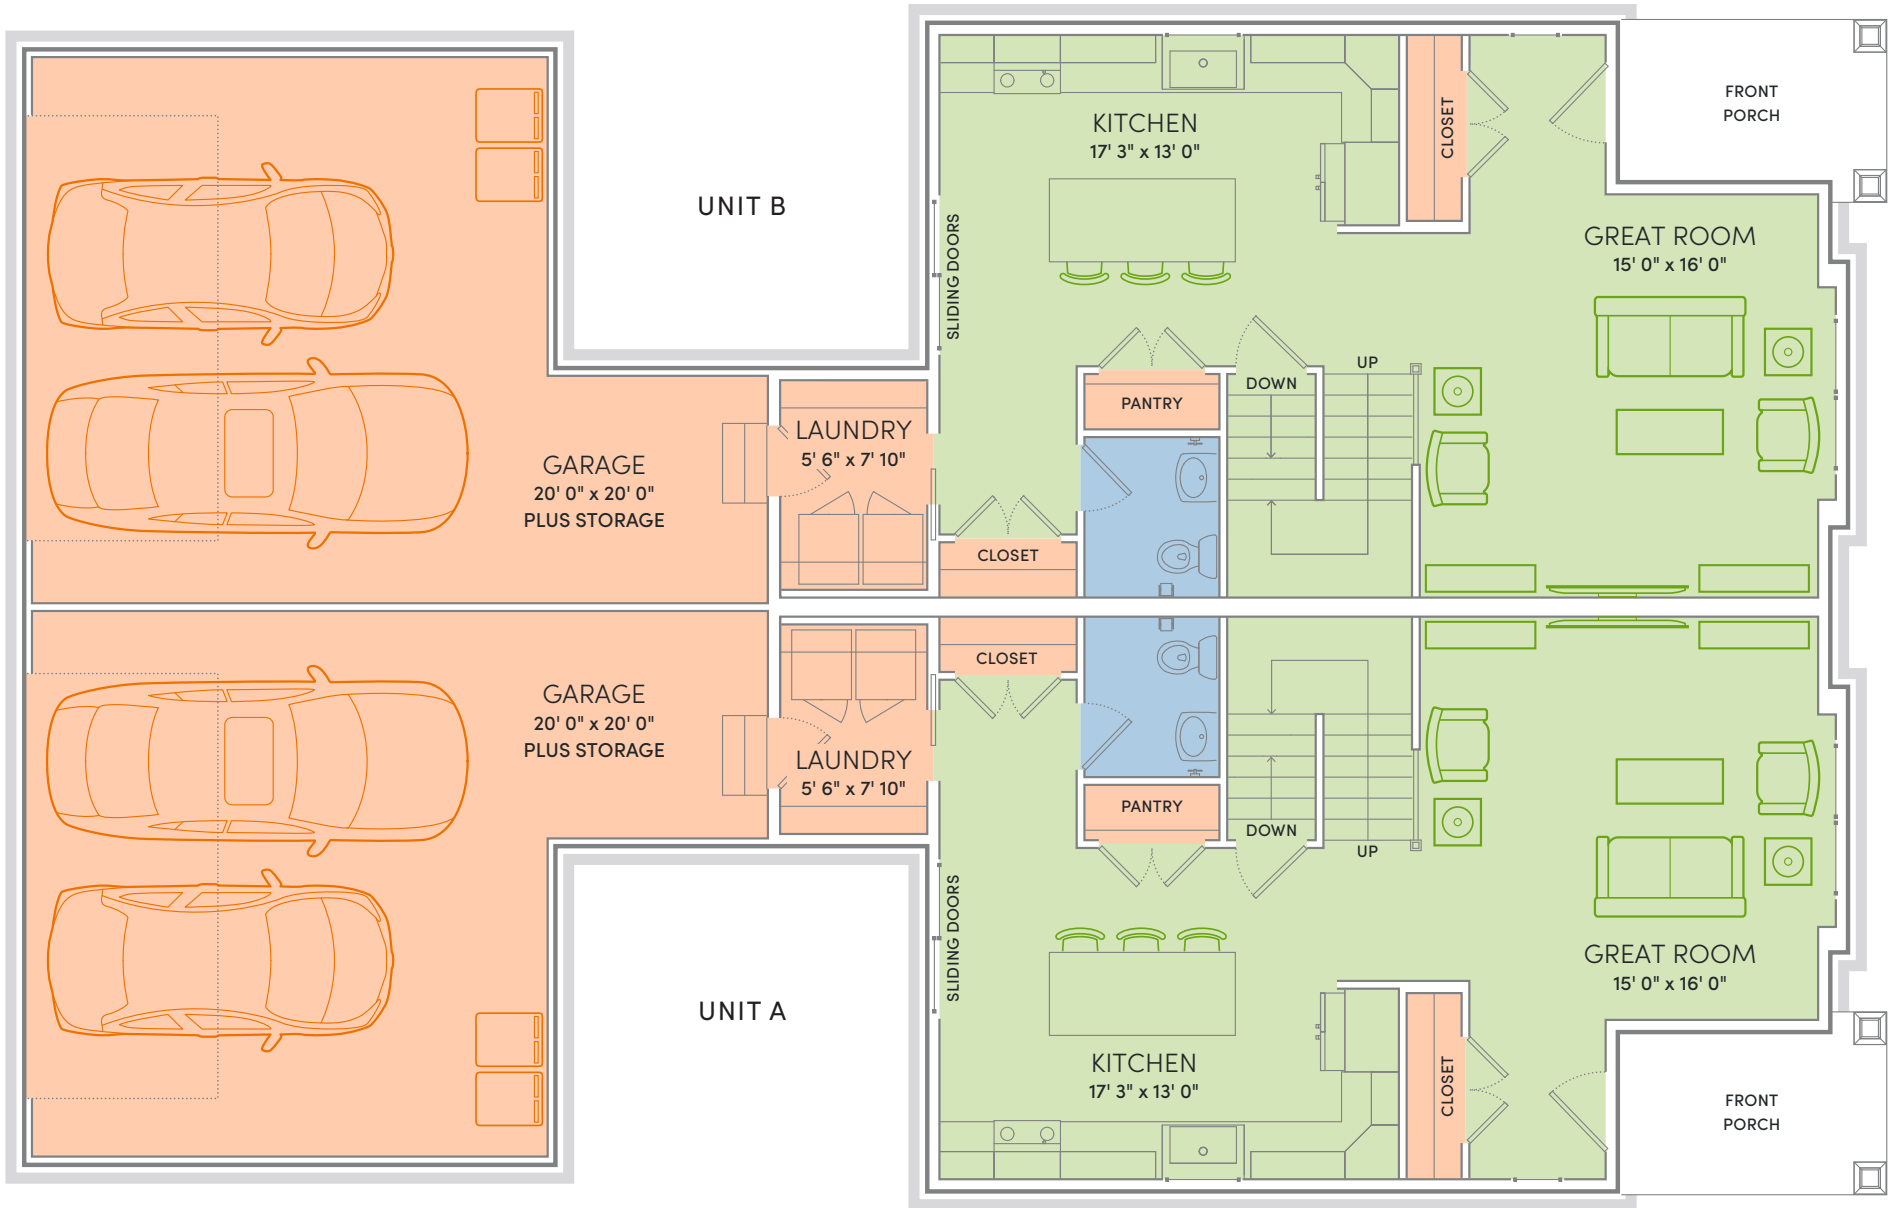 FRONT
PORCH
KITCHEN
17' 3" x 13' 0"
CLOSET
UNIT B
SLIDING DOORS
GREAT ROOM
15' 0" x 16' 0"
UP
DOWN
PANTRY
LAUNDRY
5' 6" x 7' 10"
GARAGE
20' 0" x 20' 0"
PLUS STORAGE
CLOSET
CLOSET
GARAGE
20' 0" x 20' 0"
PLUS STORAGE
LAUNDRY
5' 6" x 7' 10"
PANTRY
DOWN
UP
SLIDING DOORS
GREAT ROOM
15' 0" x 16' 0"
UNIT A
KITCHEN
17' 3" x 13' 0"
CLOSET
FRONT
PORCH